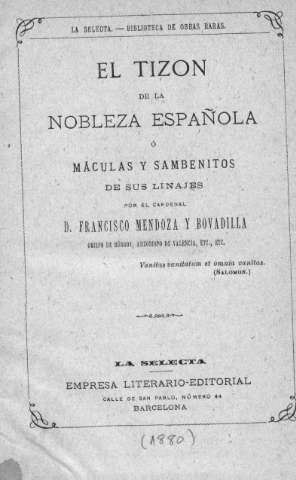 LA SELECTA. — BIBLIOTECA DE OBRAS RARAS.
EL TIZON
DE LA
NOBLEZA ESPAÑOLA
Ó
MÁCULAS Y SAMBENITOS
DE SUS LINAJES
POR EL CARDENAL
D. FRANCISCO MENDOZA Y BOVADILLA
OBISPO DE BÚRGOS, ARZOBISPO DE VALENCIA, ETC., ETC.
Vanitas vanitatum et omnia vanitas.
(SALOMON.)
LA SELECTA
EMPRESA LITERARIO-EDITORIAL
CALLE DE SAN PABLO, NÚMERO 44
BARCELONA
(1880)